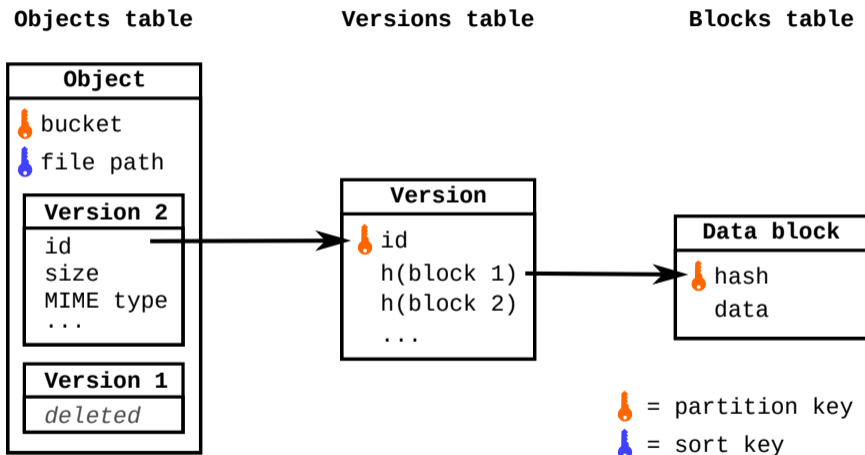 Objects table
Versions table
Blocks table
Object
bucket
file path
Version 2
id
size
MIME type
...
Version 1
deleted
Version
id
h(block 1)
h(block 2)
...
Data block
hash
data
= partition key
= sort key